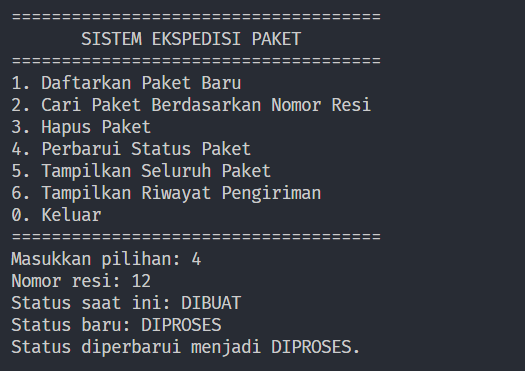 =====================================
SISTEM EKSPEDISI PAKET
=====================================
1. Daftarkan Paket Baru
2. Cari Paket Berdasarkan Nomor Resi
3. Hapus Paket
4. Perbarui Status Paket
5. Tampilkan Seluruh Paket
6. Tampilkan Riwayat Pengiriman
0. Keluar
=====================================
Masukkan pilihan: 4
Nomor resi: 12
Status saat ini: DIBUAT
Status baru: DIPROSES
Status diperbarui menjadi DIPROSES.